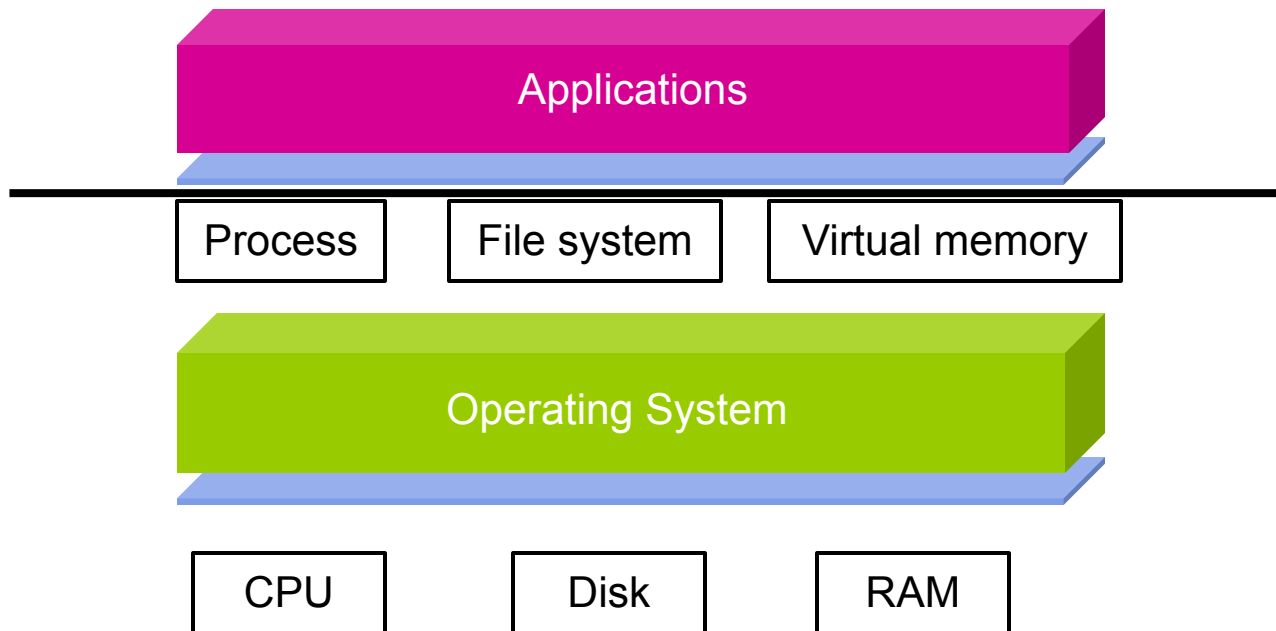 Applications
Process
File system
Virtual memory
Operating System
CPU
Disk
RAM